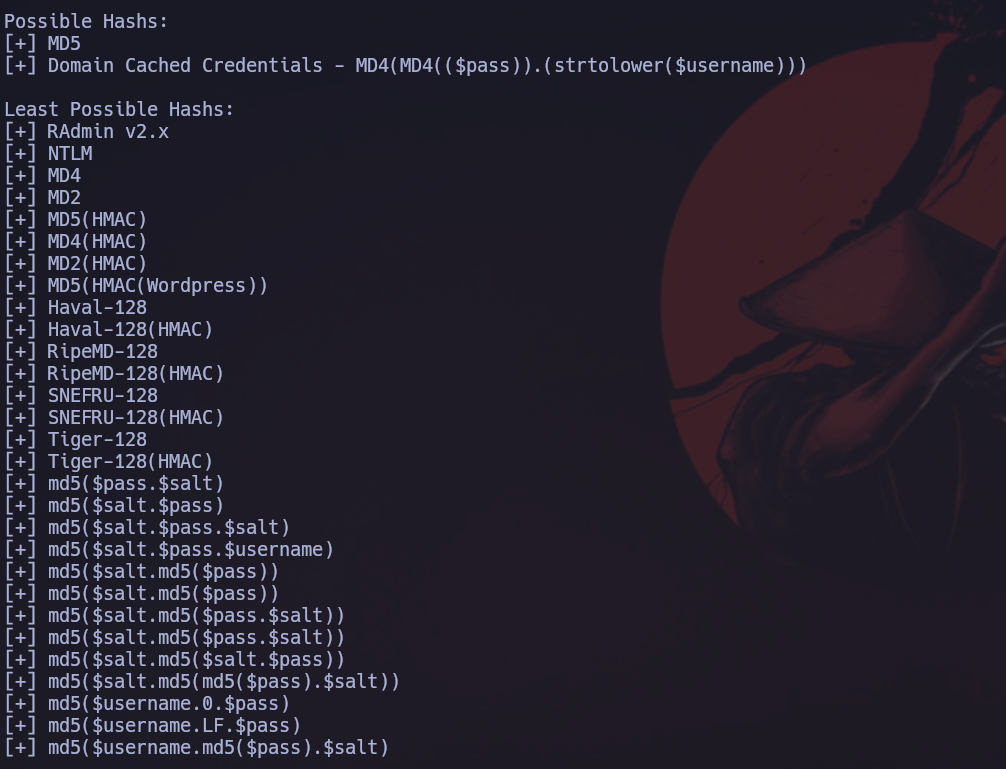 Possible Hashs:
[+] MD5
[+] Domain Cached Credentials - MD4(MD4(($pass)).(strtolower($username)))
Least Possible Hashs:
[+] RAdmin v2.x
[+] NTLM
[+] MD4
[+] MD2
[+] MD5(HMAC)
[+] MD4(HMAC)
[+] MD2(HMAC)
[+] MD5(HMAC(Wordpress))
[+] Haval-128
[+] Haval-128(HMAC)
[+] RipeMD-128
[+] RipeMD-128(HMAC)
[+] SNEFRU-128
[+] SNEFRU-128(HMAC)
[+] Tiger-128
[+] Tiger-128(HMAC)
[+] md5($pass.$salt)
[+] md5($salt.$pass)
[+] md5($salt.$pass.$salt)
[+] md5($salt.$pass.$username)
[+] md5($salt.md5($pass))
[+] md5($salt.md5($pass))
[+] md5($salt.md5($pass.$salt))
[+] md5($salt.md5($pass.$salt))
[+] md5($salt.md5($salt.$pass))
[+] md5($salt.md5(md5($pass).$salt))
[+] md5($username.0.$pass)
[+] md5($username.LF.$pass)
[+] md5($username.md5($pass).$salt)